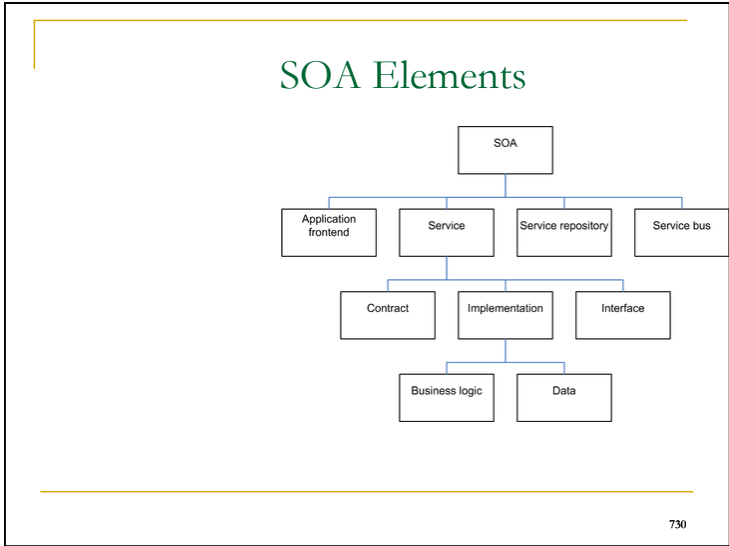 SOA Elements
SOA
Application
frontend
Service
Service repository
Service bus
Contract
Implementation
Interface
Business logic
Data
730